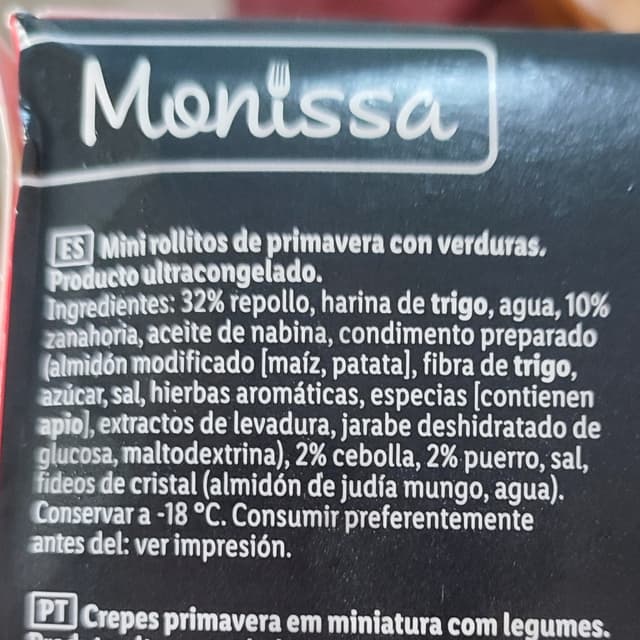 Monissa
ES Mini rollitos de primavera con verduras.
Producto ultracongelado.
Ingredientes: 32% repollo, harina de trigo, agua, 10%
zanahoria, aceite de nabina, condimento preparado
(almidón modificado [maíz, patata], fibra de trigo,
azúcar, sal, hierbas aromáticas, especias [contienen
apio], extractos de levadura, jarabe deshidratado de
glucosa, maltodextrina), 2% cebolla, 2% puerro, sal,
fideos de cristal (almidón de judía mungo, agua).
Conservar a -18 °C. Consumir preferentemente
antes del: ver impresión.
PT Crepes primavera em miniatura com legumes.